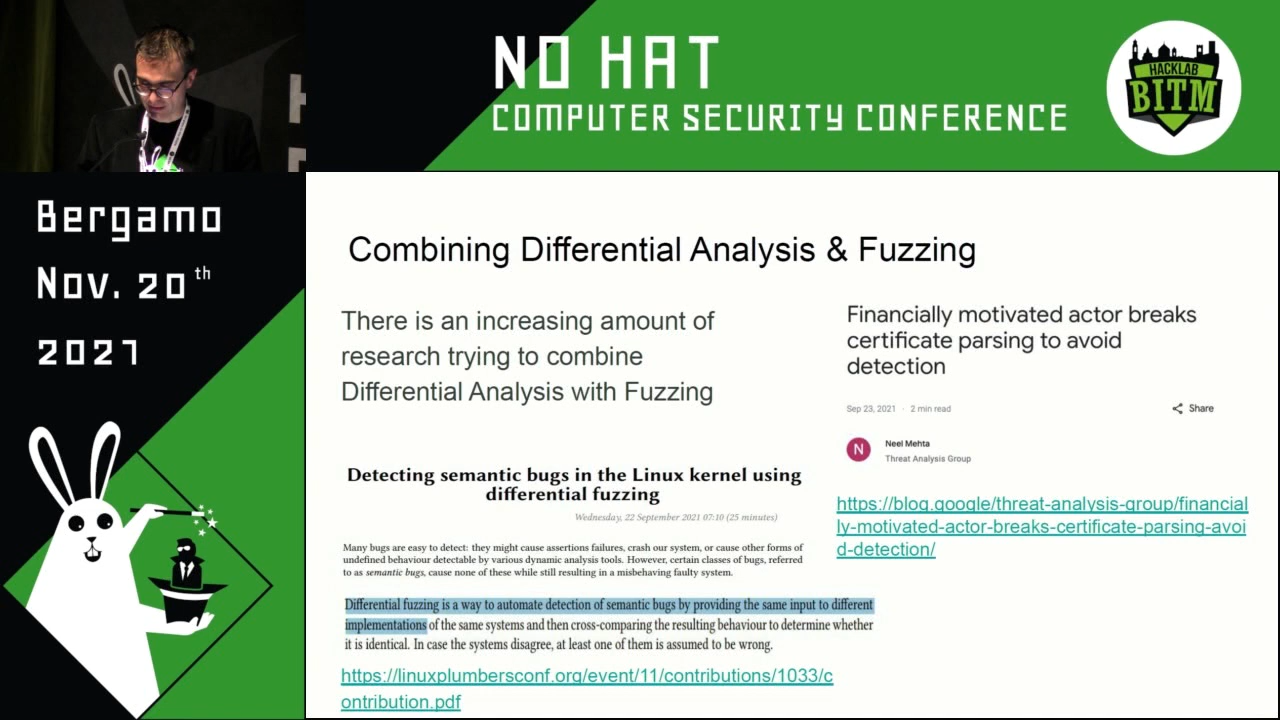 NO HAT
COMPUTER SECURITY CONFERENCE
HACKLAB
BITM
Bergamo
Nov. 20th
2021
Combining Differential Analysis & Fuzzing
There is an increasing amount of
research trying to combine
Differential Analysis with Fuzzing
Detecting semantic bugs in the Linux kernel using
differential fuzzing
Wednesday, 22 September 2021 07:10 (25 minutes)
Many bugs are easy to detect: they might cause assertions failures, crash our system, or cause other forms of
undefined behaviour detectable by various dynamic analysis tools. However, certain classes of bugs, referred
to as semantic bugs, cause none of these while still resulting in a misbehaving faulty system.
Differential fuzzing is a way to automate detection of semantic bugs by providing the same input to different
implementations of the same systems and then cross-comparing the resulting behaviour to determine whether
it is identical. In case the systems disagree, at least one of them is assumed to be wrong.
https://linuxplumbersconf.org/event/11/contributions/1033/c
ontribution.pdf
Financially motivated actor breaks
certificate parsing to avoid
detection
Sep 23, 2021 · 2 min read
Share
N
Neel Mehta
Threat Analysis Group
https://blog.google/threat-analysis-group/financial
ly-motivated-actor-breaks-certificate-parsing-avoi
d-detection/